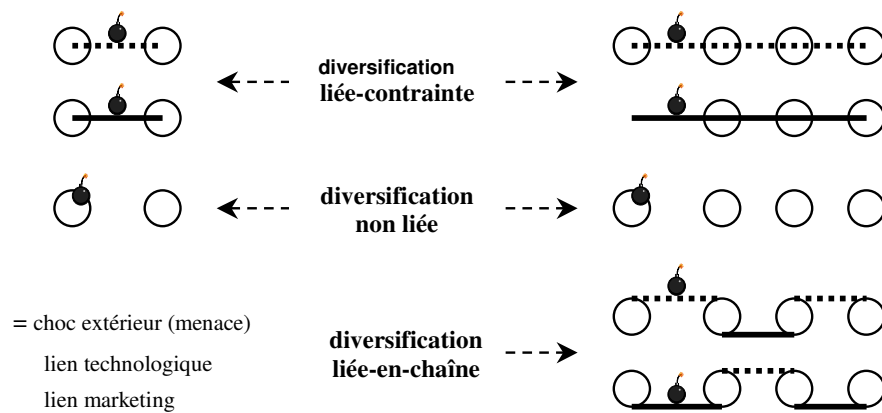 diversification
liée-contrainte
diversification
non liée
= choc extérieur (menace)
lien technologique
lien marketing
diversification
liée-en-chaîne